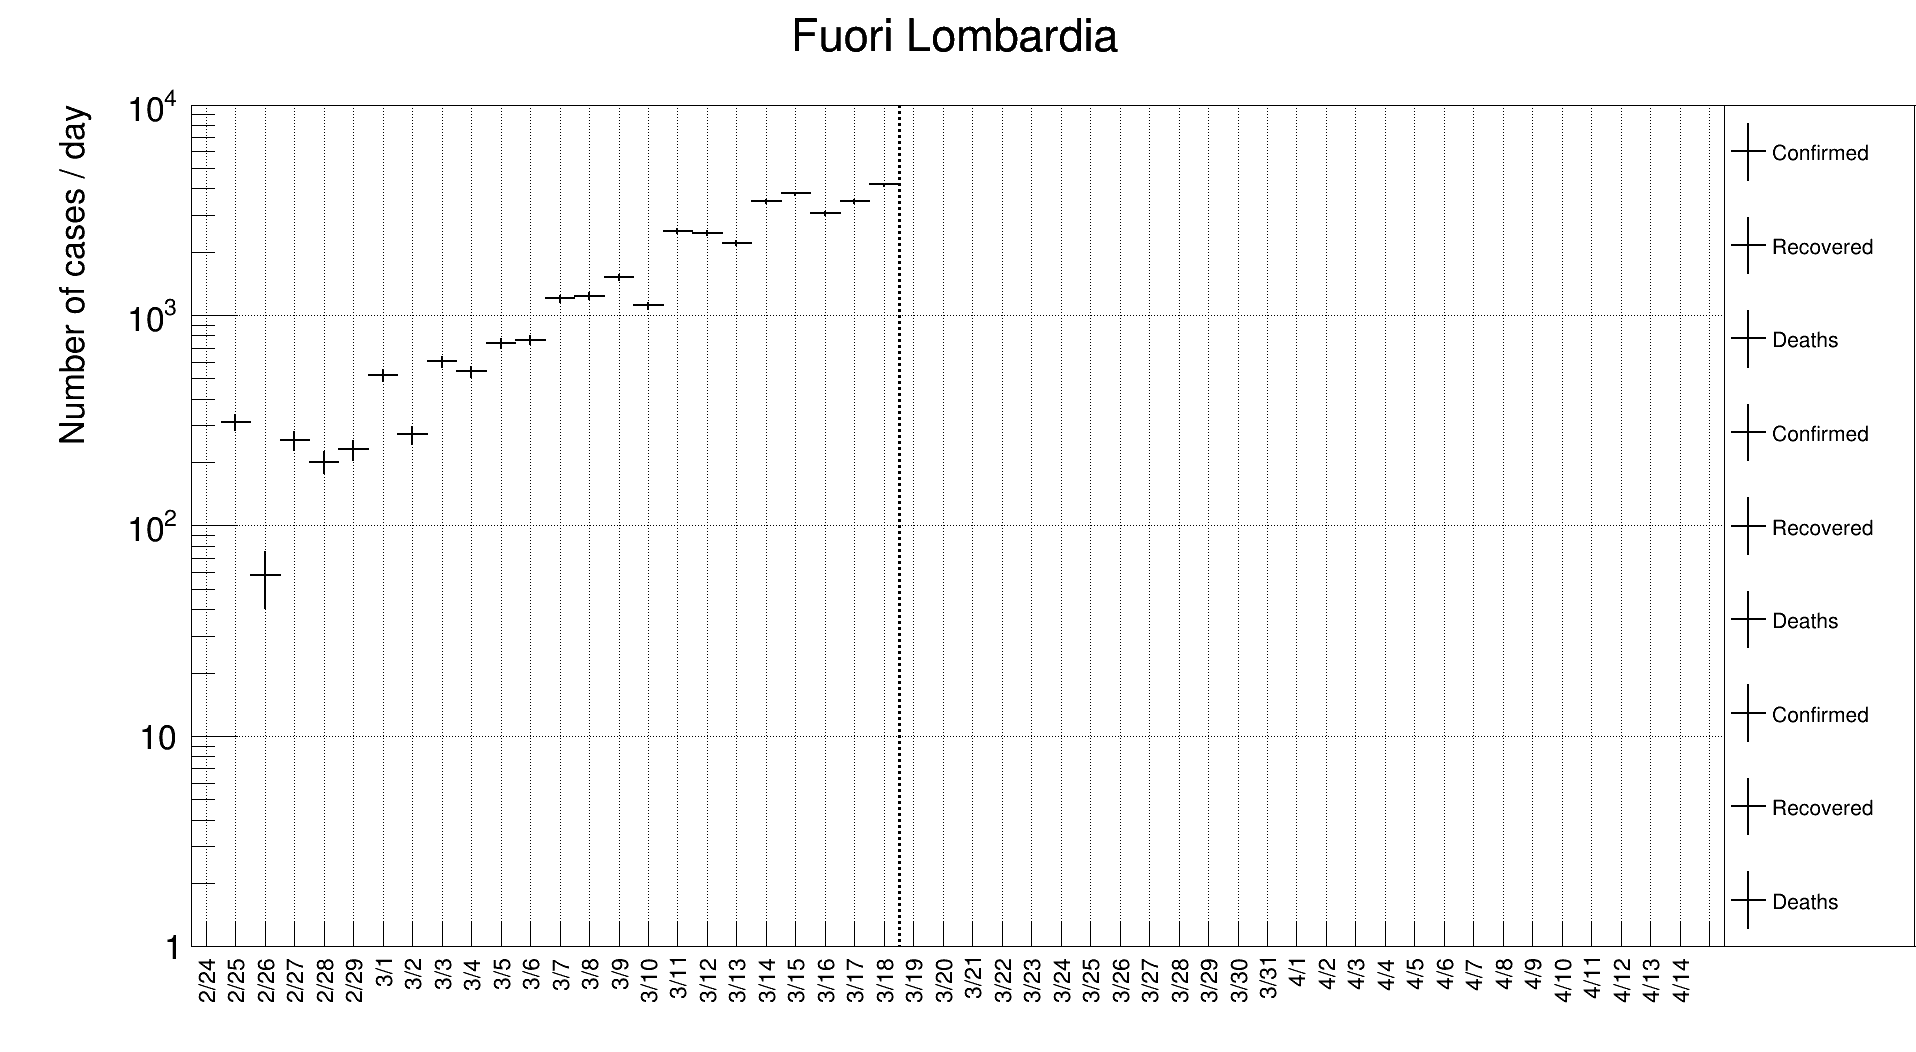 Fuori Lombardia
Number of cases / day
10⁴
10³
10²
10
1
2/24 2/25 2/26 2/27 2/28 2/29 3/1 3/2 3/3 3/4 3/5 3/6 3/7 3/8 3/9 3/10 3/11 3/12 3/13 3/14 3/15 3/16 3/17 3/18 3/19 3/20 3/21 3/22 3/23 3/24 3/25 3/26 3/27 3/28 3/29 3/30 3/31 4/1 4/2 4/3 4/4 4/5 4/6 4/7 4/8 4/9 4/10 4/11 4/12 4/13 4/14
Confirmed
Recovered
Deaths
Confirmed
Recovered
Deaths
Confirmed
Recovered
Deaths